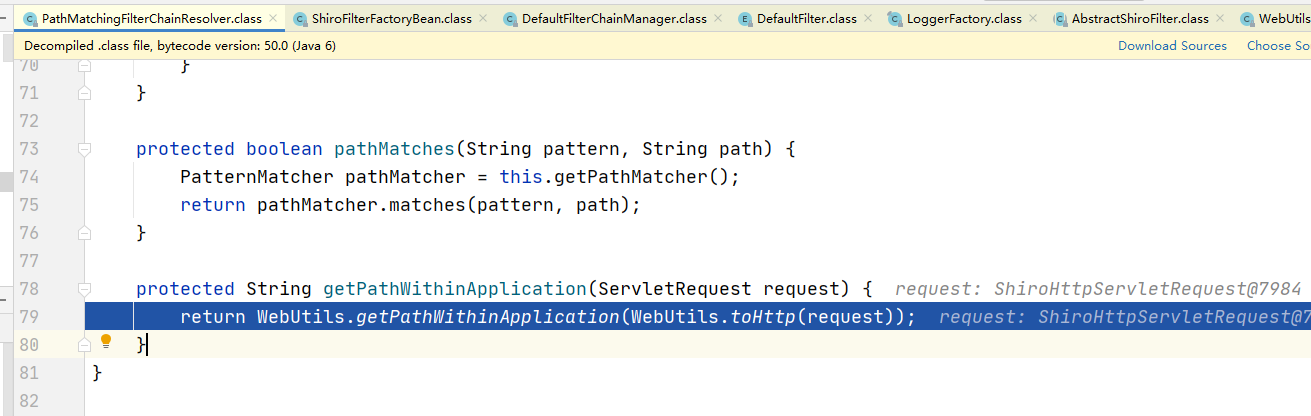 PathMatchingFilterChainResolver.class × ShiroFilterFactoryBean.class × DefaultFilterChainManager.class × DefaultFilter.class × LoggerFactory.class × AbstractShiroFilter.class × WebUtils
Decompiled .class file, bytecode version: 50.0 (Java 6) Download Sources Choose So
70 }
71 }
72
73 protected boolean pathMatches(String pattern, String path) {
74 PatternMatcher pathMatcher = this.getPathMatcher();
75 return pathMatcher.matches(pattern, path);
76 }
77
78 protected String getPathWithinApplication(ServletRequest request) { request: ShiroHttpServletRequest@7984
79 return WebUtils.getPathWithinApplication(WebUtils.toHttp(request)); request: ShiroHttpServletRequest@7
80 }
81 }
82